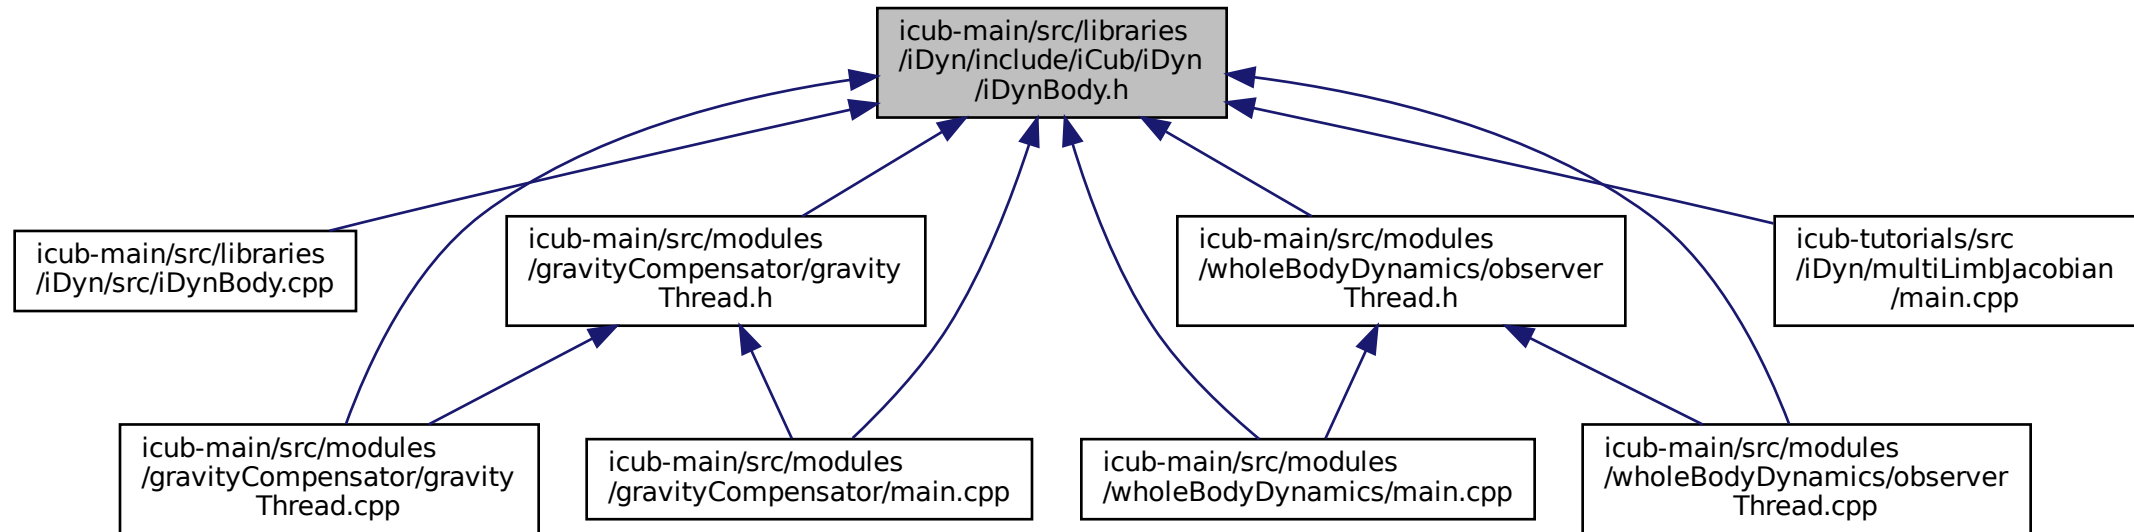 icub-main/src/libraries
/iDyn/include/iCub/iDyn
/iDynBody.h
icub-main/src/libraries
/iDyn/src/iDynBody.cpp
icub-main/src/modules
/gravityCompensator/gravity
Thread.h
icub-main/src/modules
/wholeBodyDynamics/observer
Thread.h
icub-tutorials/src
/iDyn/multiLimbJacobian
/main.cpp
icub-main/src/modules
/gravityCompensator/gravity
Thread.cpp
icub-main/src/modules
/gravityCompensator/main.cpp
icub-main/src/modules
/wholeBodyDynamics/main.cpp
icub-main/src/modules
/wholeBodyDynamics/observer
Thread.cpp